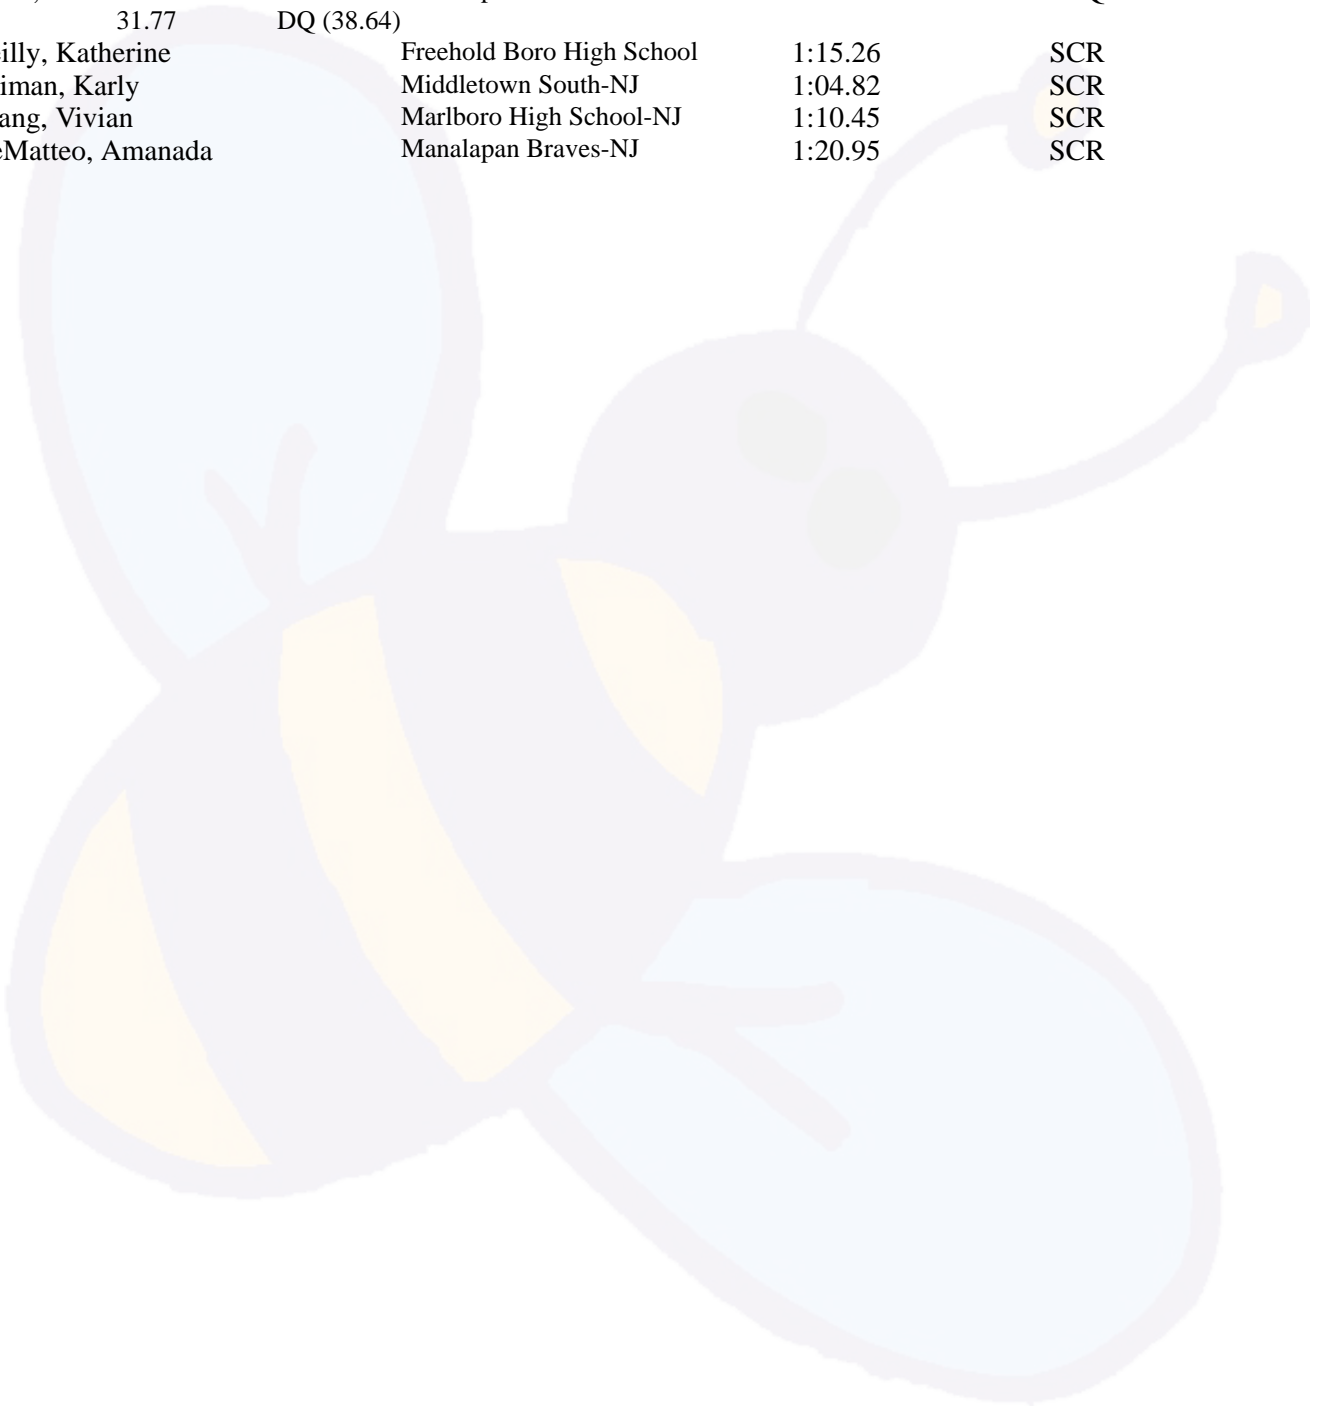 31.77 DQ (38.64)
illy, Katherine Freehold Boro High School 1:15.26 SCR
iman, Karly Middletown South-NJ 1:04.82 SCR
ang, Vivian Marlboro High School-NJ 1:10.45 SCR
eMatteo, Amanada Manalapan Braves-NJ 1:20.95 SCR